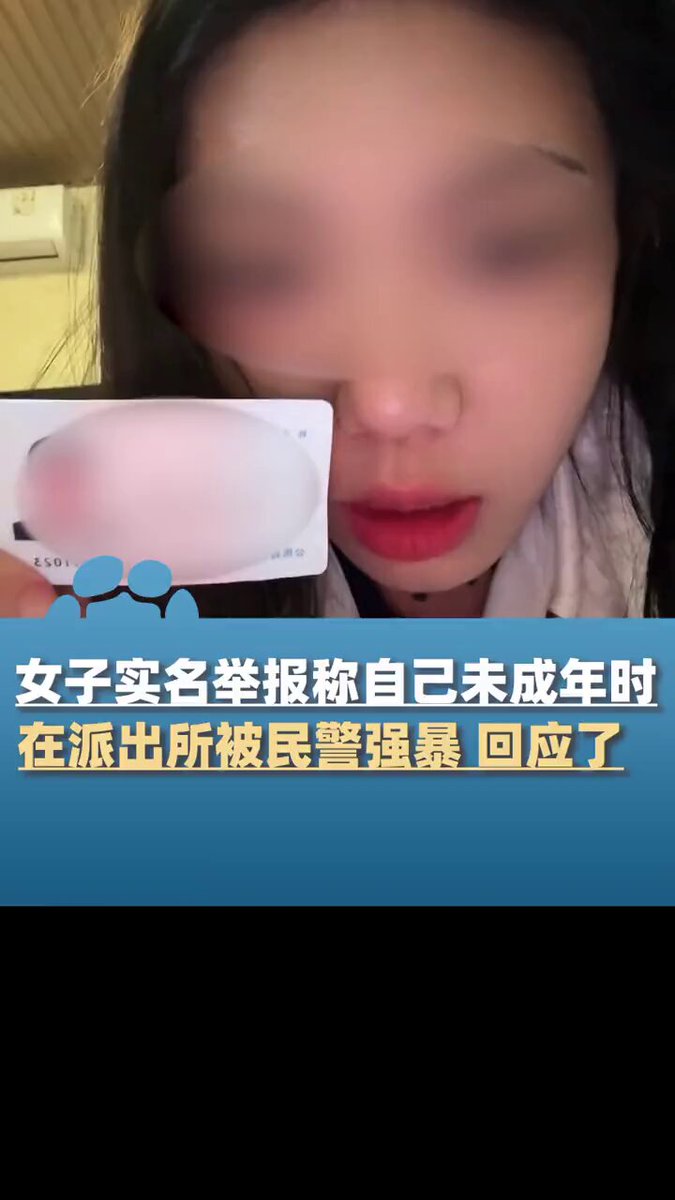 女子实名举报称自己未成年时
在派出所被民警强暴 回应了